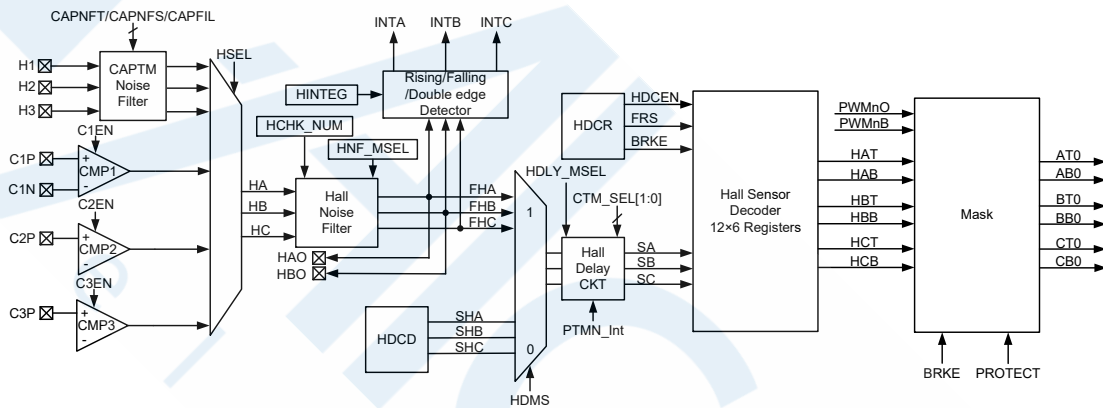 CAPNFT/CAPNFS/CAPFIL
H1
H2
H3
CAPTM
Noise
Filter
HSEL
C1EN
C1P
C1N
+
-
CMP1
C2EN
C2P
+
-
CMP2
C3EN
C3P
+
-
CMP3
HA
HB
HC
HCHK_NUM
HNF_MSEL
Hall
Noise
Filter
HINTEG
INTA
INTB
INTC
Rising/Falling
/Double edge
Detector
FHA
FHB
FHC
HAO
HBO
HDCD
SHA
SHB
SHC
1
0
HDMS
HDLY_MSEL
CTM_SEL[1:0]
Hall
Delay
CKT
PTMN_Int
SA
SB
SC
HDCR
HDCEN
FRS
BRKE
Hall Sensor
Decoder
12×6 Registers
PWMnO
PWMnB
HAT
HAB
HBT
HBB
HCT
HCB
Mask
AT0
AB0
BT0
BB0
CT0
CB0
BRKE
PROTECT